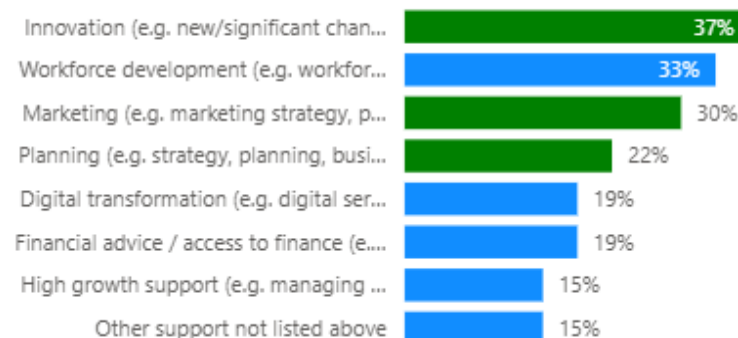 Innovation (e.g. new/significant chan... 37%
Workforce development (e.g. workfor... 33%
Marketing (e.g. marketing strategy, p... 30%
Planning (e.g. strategy, planning, busi... 22%
Digital transformation (e.g. digital ser... 19%
Financial advice / access to finance (e.... 19%
High growth support (e.g. managing ... 15%
Other support not listed above 15%